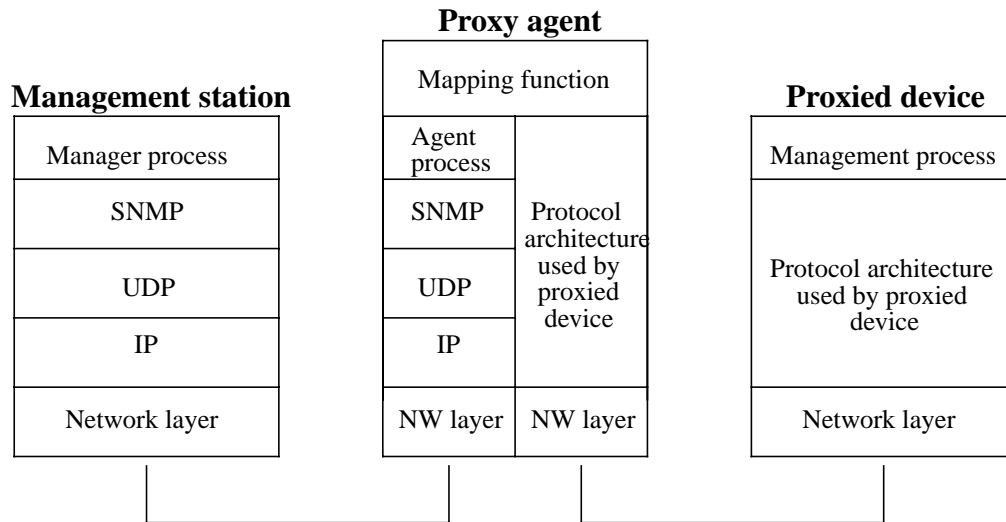 Proxy agent
Mapping function
Management station
Manager process
SNMP
UDP
IP
Network layer
Agent
process
SNMP
UDP
IP
NW layer
Protocol
architecture
used by
proxied
device
NW layer
Proxied device
Management process
Protocol architecture
used by proxied
device
Network layer